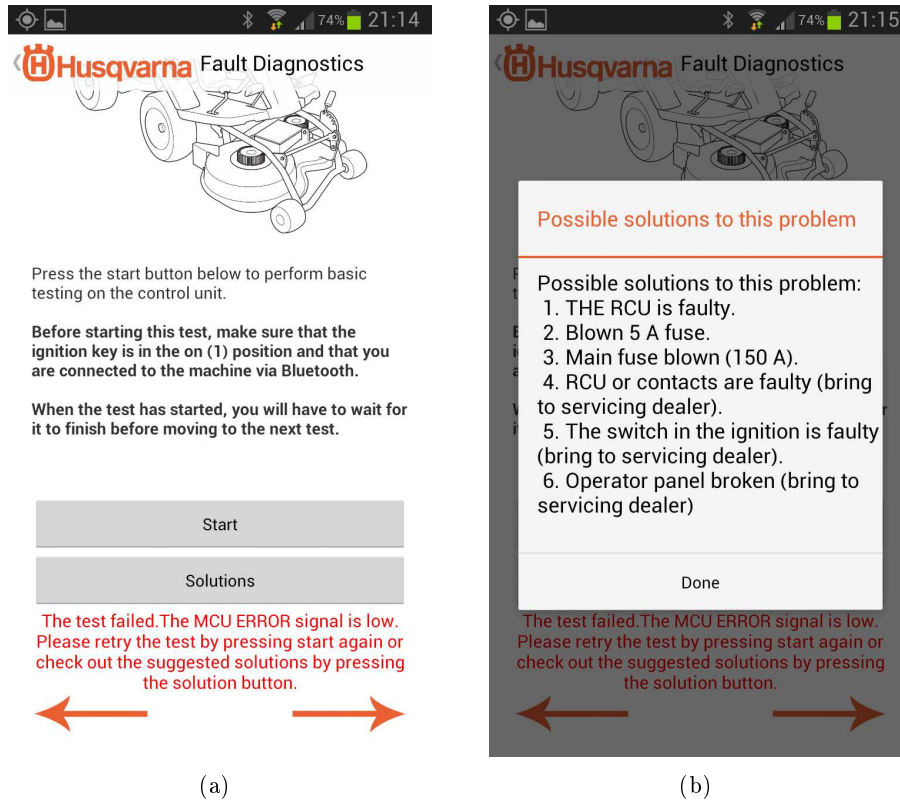 74% 21:14
Husqvarna Fault Diagnostics
Press the start button below to perform basic
testing on the control unit.
Before starting this test, make sure that the
ignition key is in the on (1) position and that you
are connected to the machine via Bluetooth.
When the test has started, you will have to wait for
it to finish before moving to the next test.
Start
Solutions
The test failed.The MCU ERROR signal is low.
Please retry the test by pressing start again or
check out the suggested solutions by pressing
the solution button.
(a)
74% 21:15
Husqvarna Fault Diagnostics
Possible solutions to this problem
Possible solutions to this problem:
1. THE RCU is faulty.
2. Blown 5 A fuse.
3. Main fuse blown (150 A).
4. RCU or contacts are faulty (bring
to servicing dealer).
5. The switch in the ignition is faulty
(bring to servicing dealer).
6. Operator panel broken (bring to
servicing dealer)
Done
The test failed.The MCU ERROR signal is low.
Please retry the test by pressing start again or
check out the suggested solutions by pressing
the solution button.
(b)